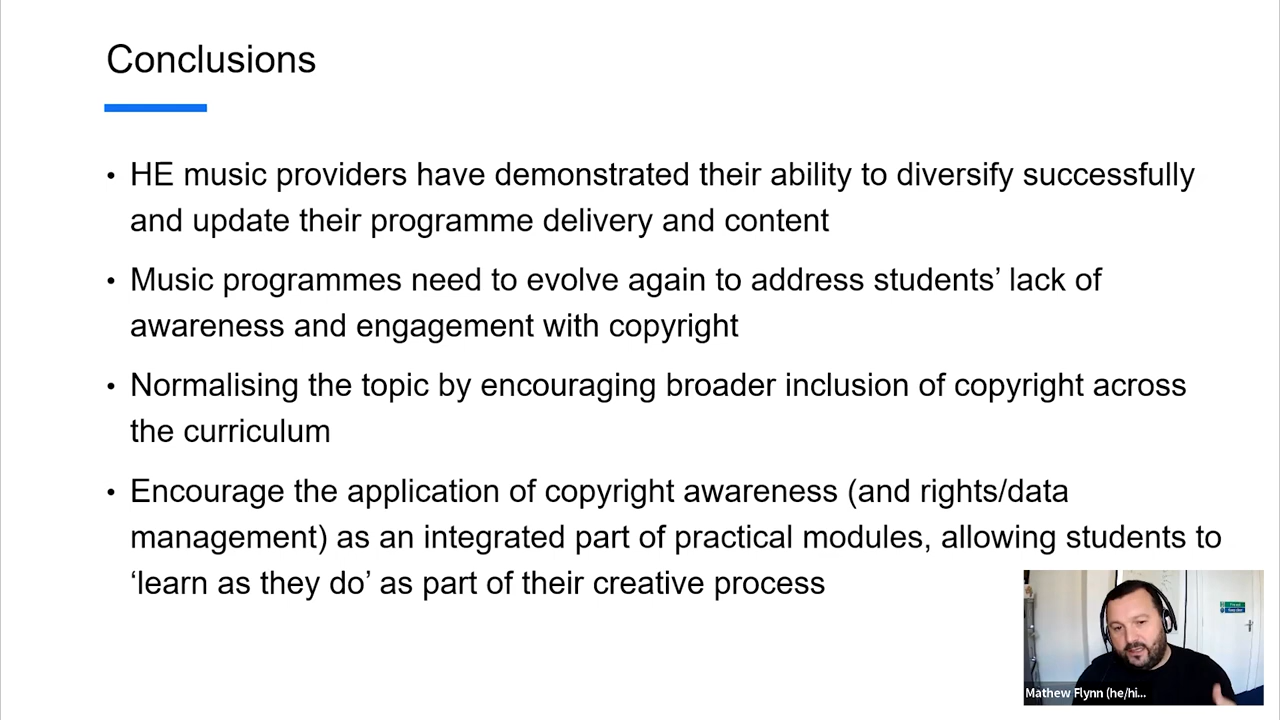 Conclusions
• HE music providers have demonstrated their ability to diversify successfully
and update their programme delivery and content
• Music programmes need to evolve again to address students’ lack of
awareness and engagement with copyright
• Normalising the topic by encouraging broader inclusion of copyright across
the curriculum
• Encourage the application of copyright awareness (and rights/data
management) as an integrated part of practical modules, allowing students to
‘learn as they do’ as part of their creative process
Mathew Flynn (he/hi...